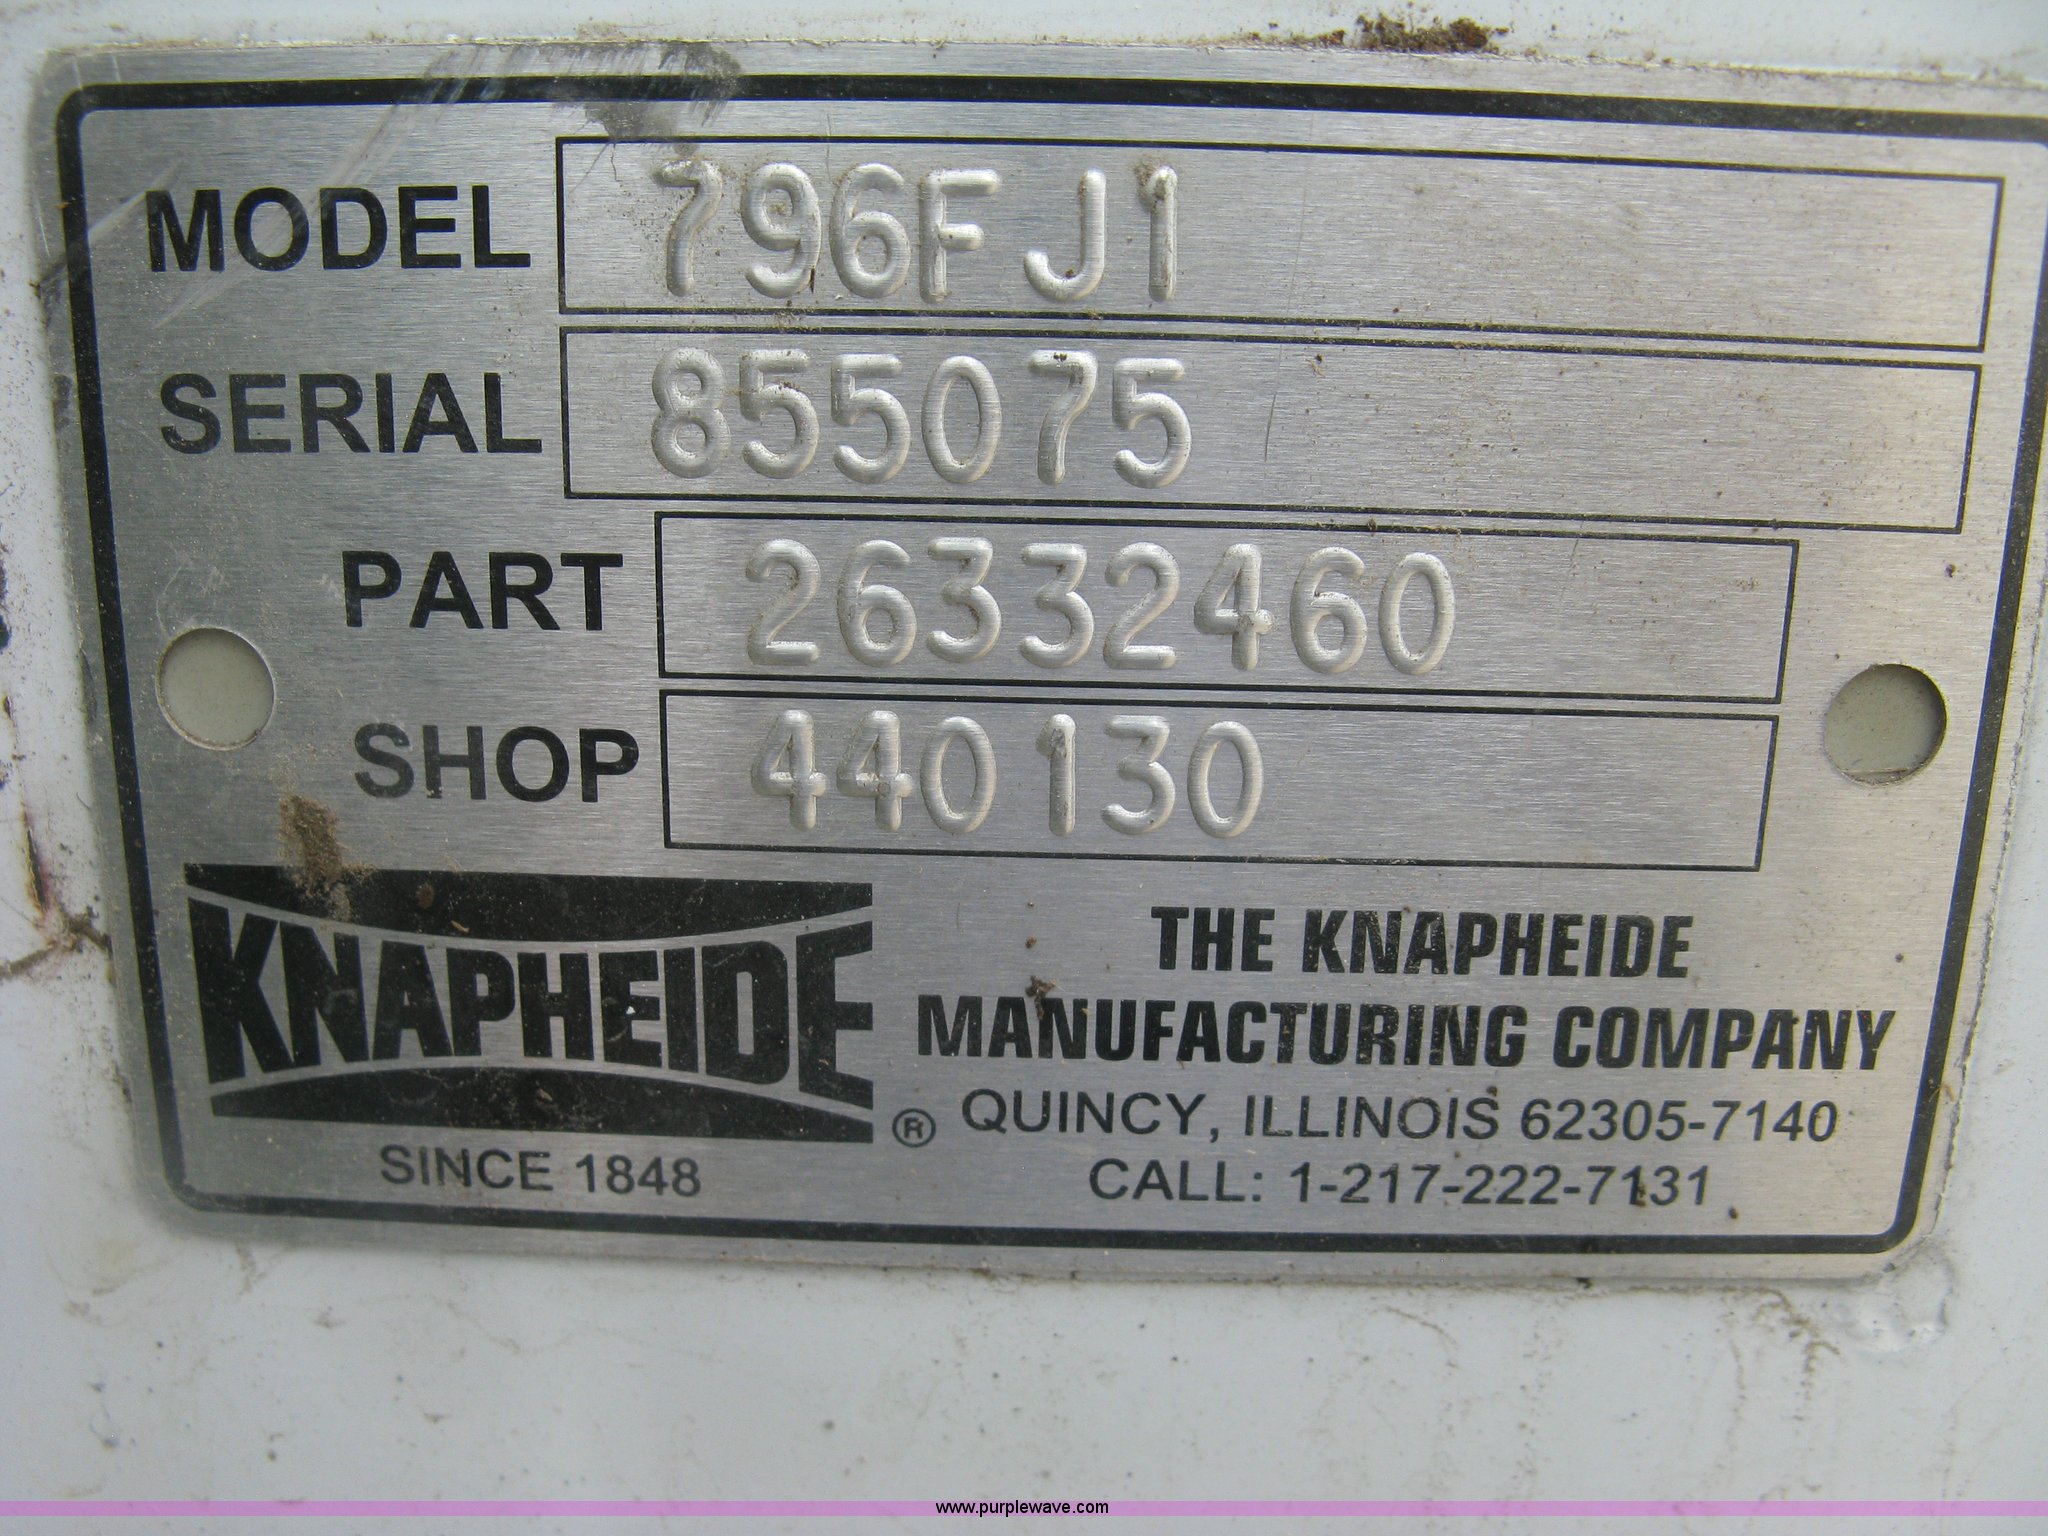 MODEL 796FJ1
SERIAL 855075
PART 26332460
SHOP 440130
KNAPHEIDE ®
SINCE 1848
THE KNAPHEIDE
MANUFACTURING COMPANY
QUINCY, ILLINOIS 62305-7140
CALL: 1-217-222-7131
www.purplewave.com